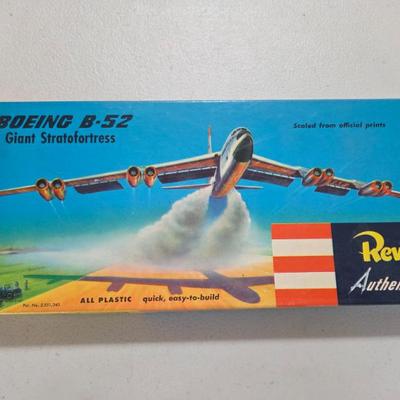 BOEING B-52
Giant Stratofortress
Scaled from official prints
Rev
Authen
ALL PLASTIC quick, easy-to-build